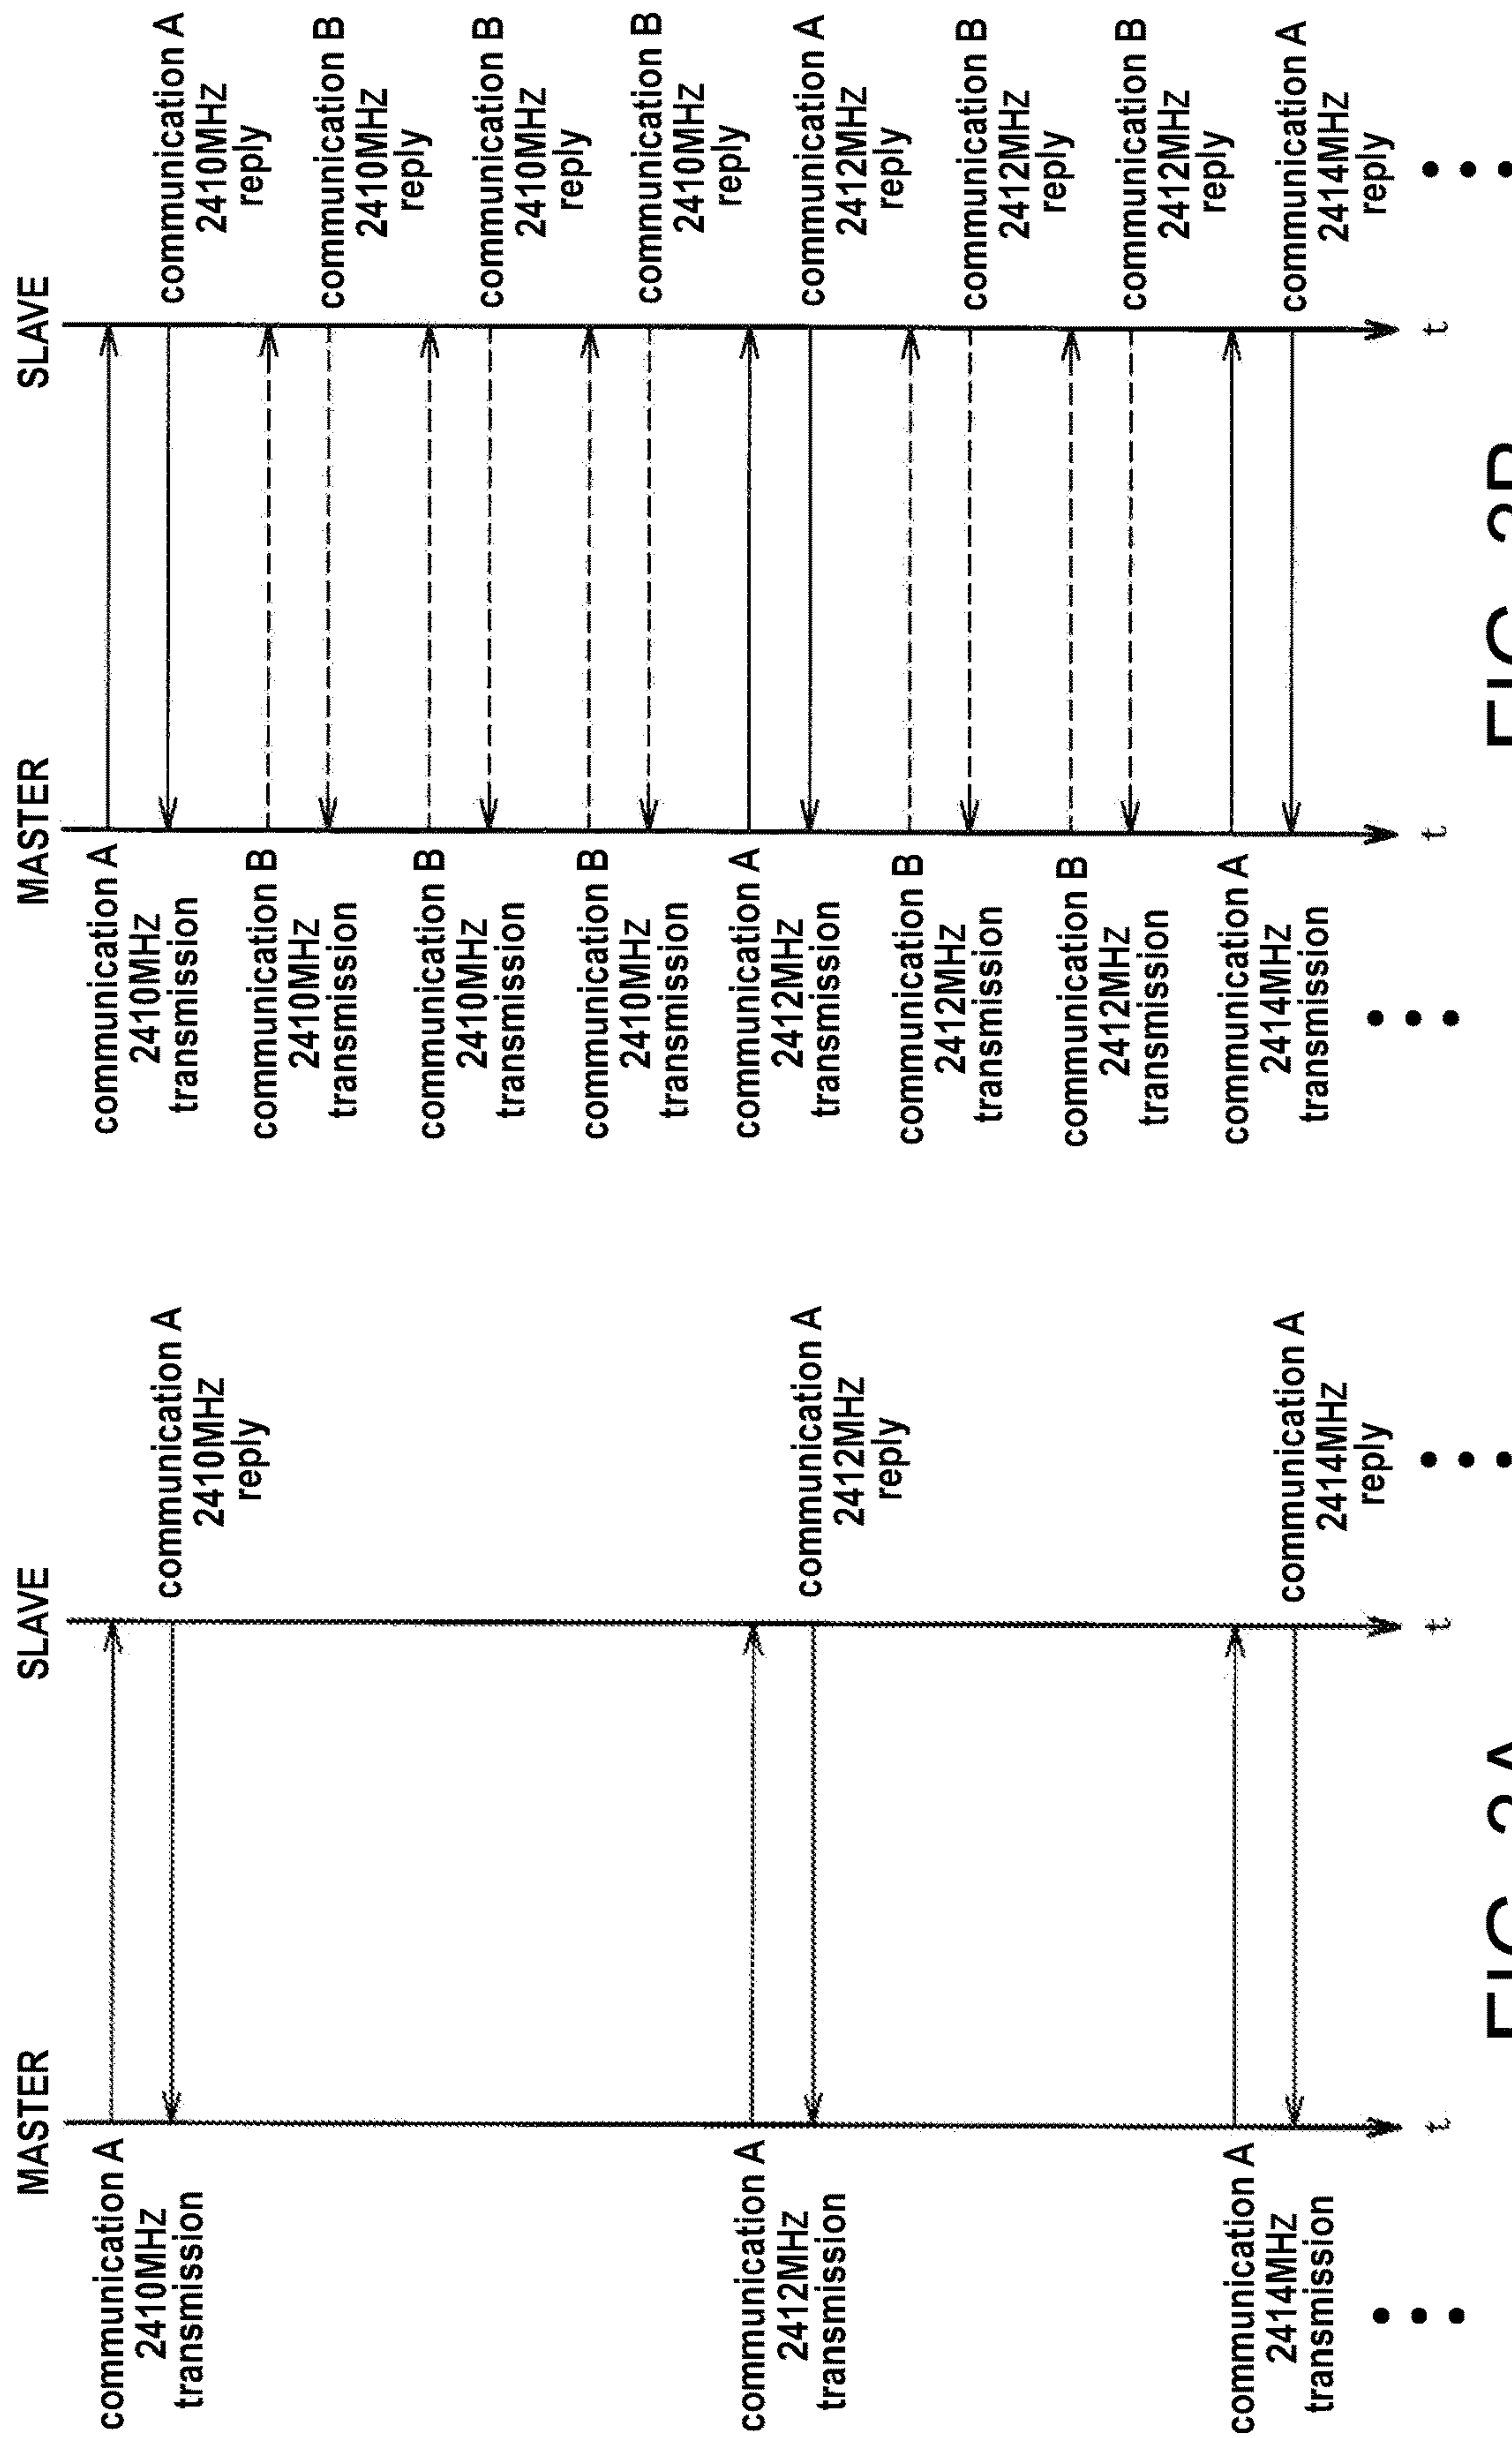 MASTER
SLAVE
communication A
2410MHz
transmission
communication A
2410MHz
reply
communication A
2412MHz
transmission
communication A
2412MHz
reply
communication A
2414MHz
transmission
communication A
2414MHz
reply
t
t
FIG
MASTER
SLAVE
communication A
2410MHz
transmission
communication A
2410MHz
reply
communication B
2410MHz
transmission
communication B
2410MHz
reply
communication B
2410MHz
transmission
communication B
2410MHz
reply
communication B
2410MHz
transmission
communication B
2410MHz
reply
communication A
2412MHz
transmission
communication A
2412MHz
reply
communication B
2412MHz
transmission
communication B
2412MHz
reply
communication B
2412MHz
transmission
communication B
2412MHz
reply
communication A
2414MHz
transmission
communication A
2414MHz
reply
t
t
FIG